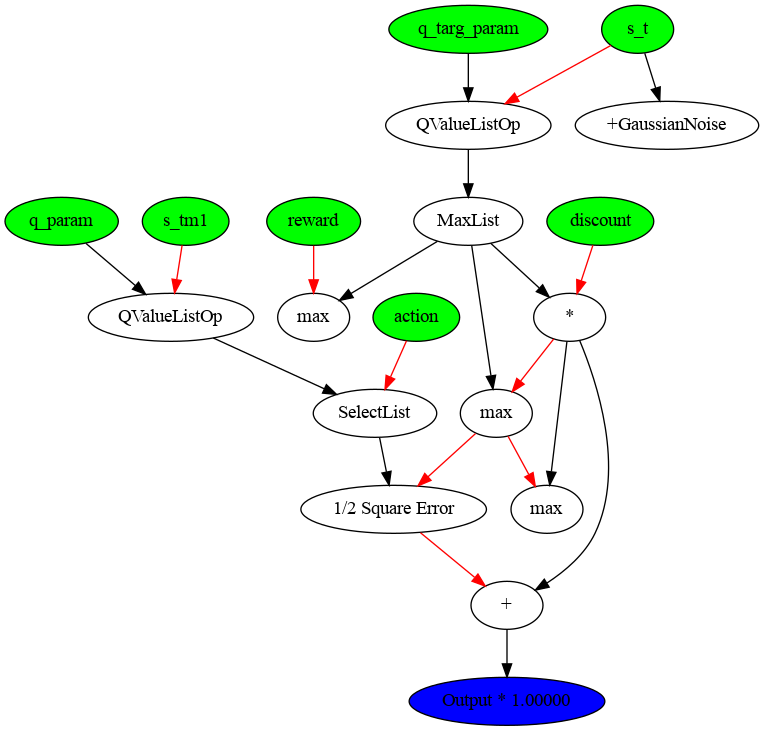 q_targ_param
s_t
QValueListOp
+GaussianNoise
q_param
s_tm1
reward
MaxList
discount
QValueListOp
max
action
*
SelectList
max
1/2 Square Error
max
+
Output * 1.00000